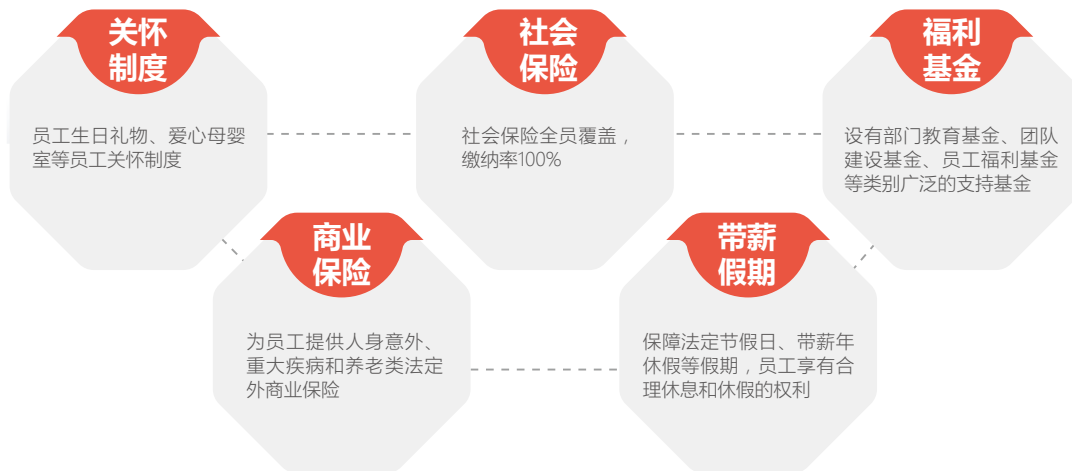 关怀
制度
员工生日礼物、爱心母婴
室等员工关怀制度
社会
保险
社会保险全员覆盖，
缴纳率100%
福利
基金
设有部门教育基金、团队
建设基金、员工福利基金
等类别广泛的支持基金
商业
保险
为员工提供人身意外、
重大疾病和养老类法定
外商业保险
带薪
假期
保障法定节假日、带薪年
休假等假期，员工享有合
理休息和休假的权利